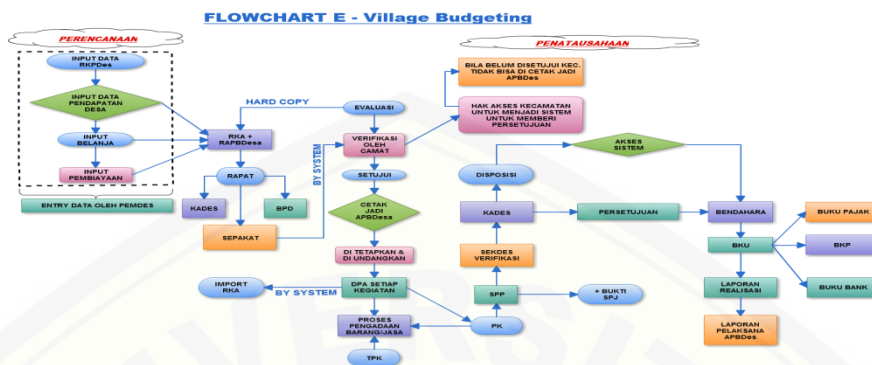 FLOWCHART E - Village Budgeting
PERENCANAAN
INPUT DATA
RKPDes
INPUT DATA
PENDAPATAN
DESA
INPUT
BELANJA
INPUT
PEMBIAYAAN
ENTRY DATA OLEH PEMDES
HARD COPY
RKA +
RAPBDesa
RAPAT
KADES
BPD
SEPAKAT
BY SYSTEM
EVALUASI
VERIFIKASI
OLEH
CAMAT
SETUJUI
CETAK
JADI
APBDesa
DI TETAPKAN &
DI UNDANGKAN
DPA SETIAP
KEGIATAN
BY SYSTEM
IMPORT
RKA
PROSES
PENGADAAN
BARANG/JASA
TPK
PENATAUSAHAAN
BILA BELUM DISETUJUI KEC.
TIDAK BISA DI CETAK JADI
APBDes
HAK AKSES KECAMATAN
UNTUK MENJADI SISTEM
UNTUK MEMBERI
PERSETUJUAN
AKSES
SISTEM
DISPOSISI
KADES
PERSETUJUAN
BENDAHARA
SEKDES
VERIFIKASI
SPP
+ BUKTI
SPJ
PK
BKU
BUKU PAJAK
BKP
BUKU BANK
LAPORAN
REALISASI
LAPORAN
PELAKSANA
APBDes